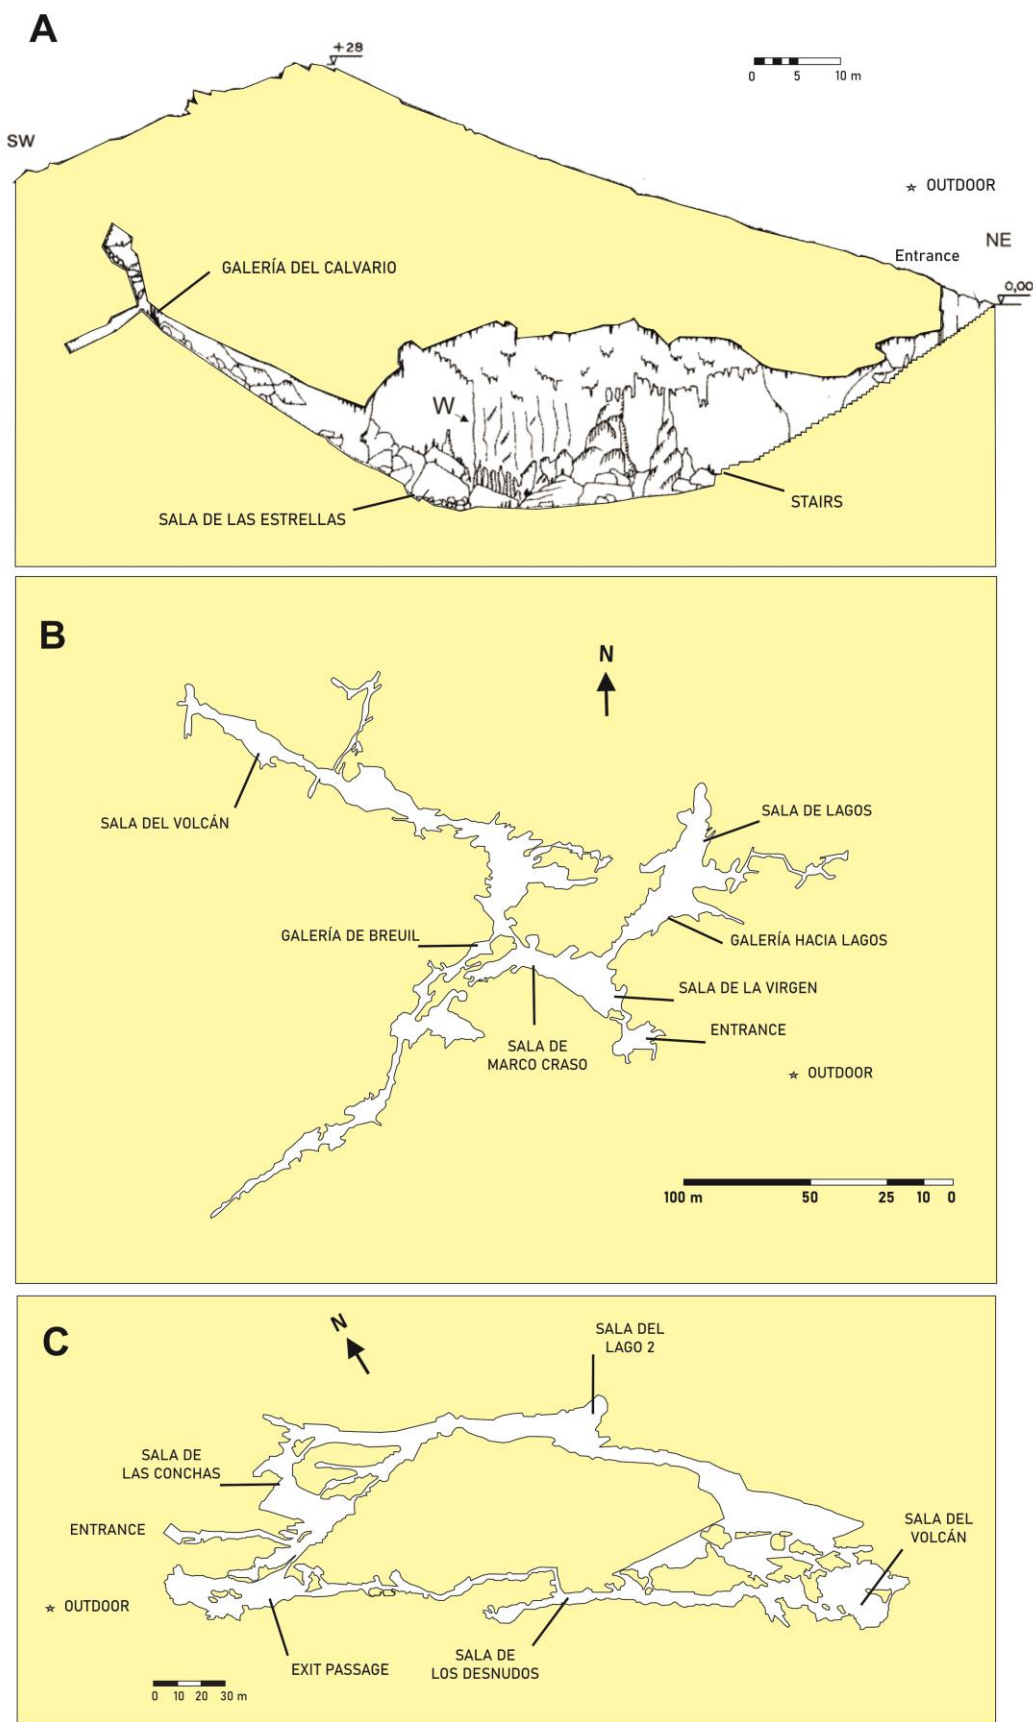 A
+28
0 5 10 m
SW
OUTDOOR
NE
Entrance
0,00
GALERÍA DEL CALVARIO
W
SALA DE LAS ESTRELLAS
STAIRS
B
N
SALA DEL VOLCÁN
SALA DE LAGOS
GALERÍA DE BREUIL
GALERÍA HACIA LAGOS
SALA DE LA VIRGEN
ENTRANCE
SALA DE
MARCO CRASO
OUTDOOR
100 m 50 25 10 0
C
N
SALA DEL
LAGO 2
SALA DE
LAS CONCHAS
ENTRANCE
SALA DEL
VOLCÁN
OUTDOOR
EXIT PASSAGE
SALA DE
LOS DESNUDOS
0 10 20 30 m